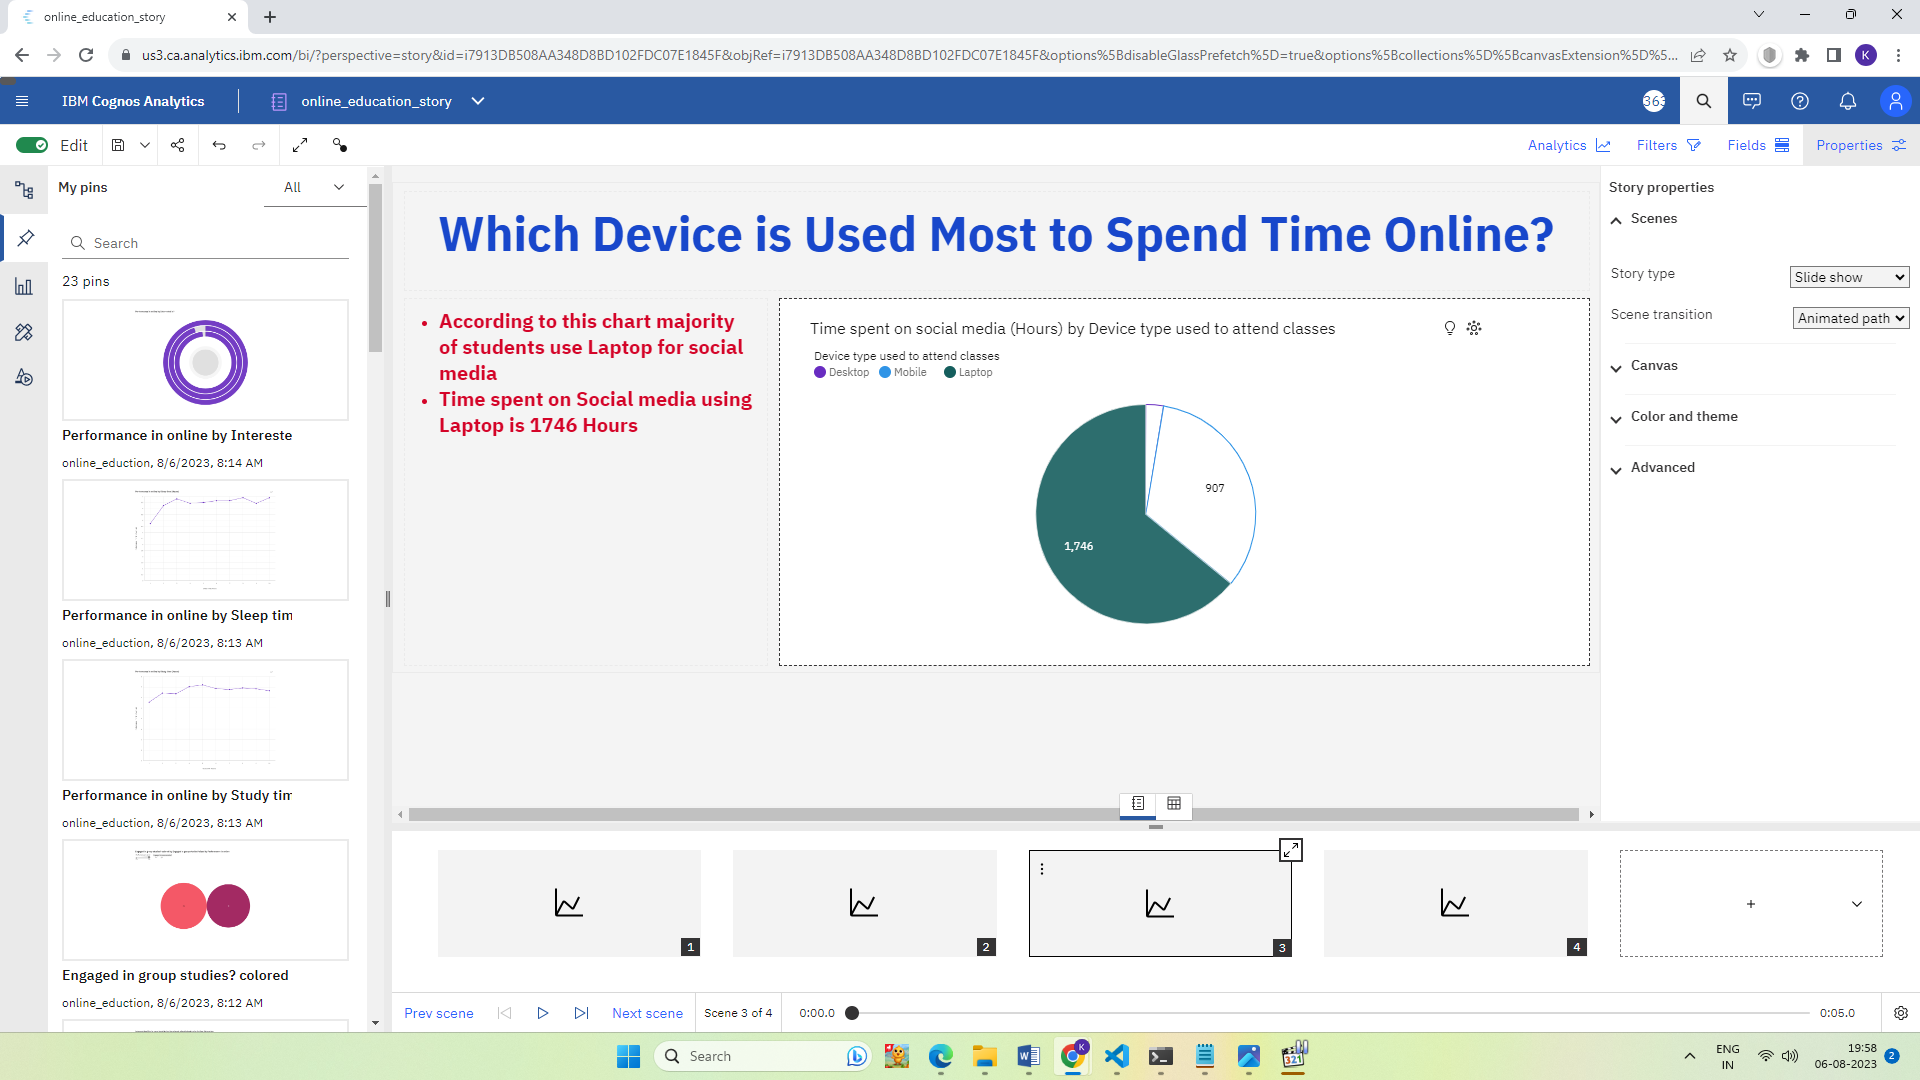 online_education_story
us3.ca.analytics.ibm.com/bi/?perspective=story&id=i7913DB508AA348D8BD102FDC07E1845F&objRef=i7913DB508AA348D8BD102FDC07E1845F&options%5BdisableGlassPrefetch%5D=true&options%5Bcollections%5D%5BcanvasExtension%5D%5...
K
IBM Cognos Analytics
online_education_story
363
Edit
Analytics
Filters
Fields
Properties
My pins
All
Search
23 pins
Performance in online by Intereste
online_eduction, 8/6/2023, 8:14 AM
Performance in online by Sleep tim
online_eduction, 8/6/2023, 8:13 AM
Performance in online by Study tim
online_eduction, 8/6/2023, 8:13 AM
Engaged in group studies? colored
online_eduction, 8/6/2023, 8:12 AM
Which Device is Used Most to Spend Time Online?
• According to this chart majority
of students use Laptop for social
media
• Time spent on Social media using
Laptop is 1746 Hours
Time spent on social media (Hours) by Device type used to attend classes
Device type used to attend classes
Desktop
Mobile
Laptop
907
1,746
Story properties
Scenes
Story type
Slide show
Scene transition
Animated path
Canvas
Color and theme
Advanced
1
2
3
4
Prev scene
Next scene
Scene 3 of 4
0:00.0
0:05.0
Search
K
321
ENG
IN
19:58
06-08-2023
2